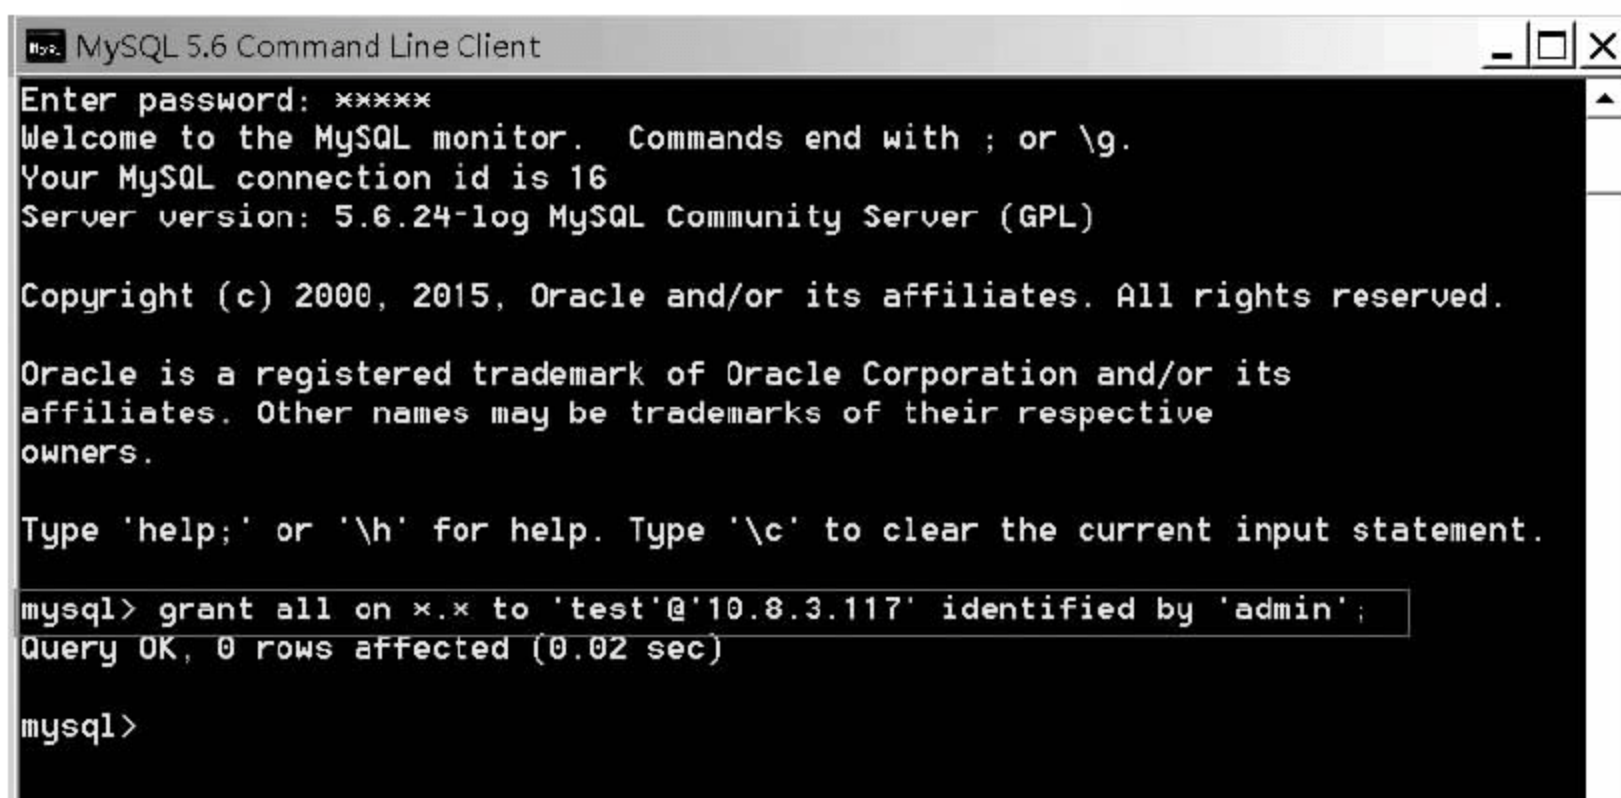 MySQL 5.6 Command Line Client
Enter password: *****
Welcome to the MySQL monitor.  Commands end with ; or \g.
Your MySQL connection id is 16
Server version: 5.6.24-log MySQL Community Server (GPL)
Copyright (c) 2000, 2015, Oracle and/or its affiliates. All rights reserved.
Oracle is a registered trademark of Oracle Corporation and/or its
affiliates. Other names may be trademarks of their respective
owners.
Type 'help;' or '\h' for help. Type '\c' to clear the current input statement.
mysql> grant all on *.* to 'test'@'10.8.3.117' identified by 'admin';
Query OK, 0 rows affected (0.02 sec)
mysql>